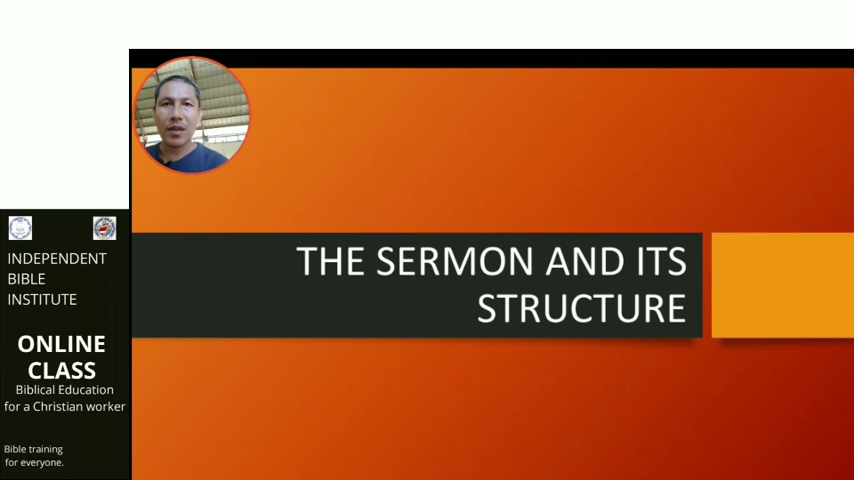 THE SERMON AND ITS
STRUCTURE
INDEPENDENT
BIBLE
INSTITUTE
ONLINE
CLASS
Biblical Education
for a Christian worker
Bible training
for everyone.